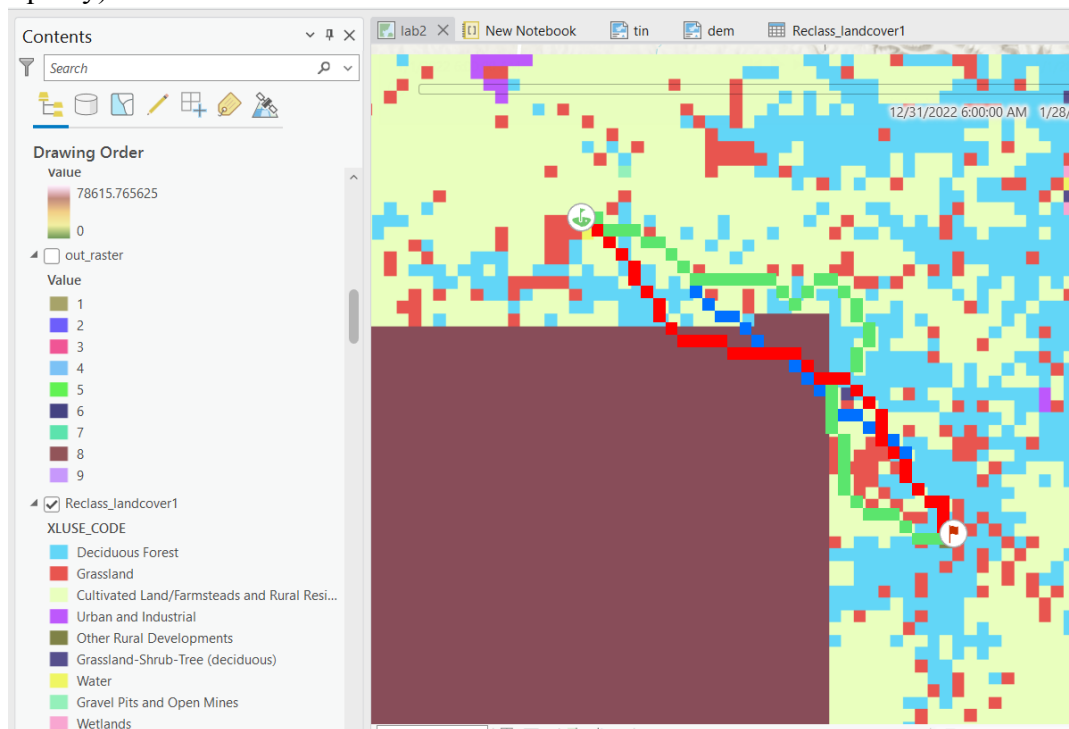 Contents
lab2
New Notebook
tin
dem
Reclass_landcover1
Search
12/31/2022 6:00:00 AM 1/28/
Drawing Order
Value
78615.765625
0
out_raster
Value
1
2
3
4
5
6
7
8
9
Reclass_landcover1
XLUSE_CODE
Deciduous Forest
Grassland
Cultivated Land/Farmsteads and Rural Resi...
Urban and Industrial
Other Rural Developments
Grassland-Shrub-Tree (deciduous)
Water
Gravel Pits and Open Mines
Wetlands